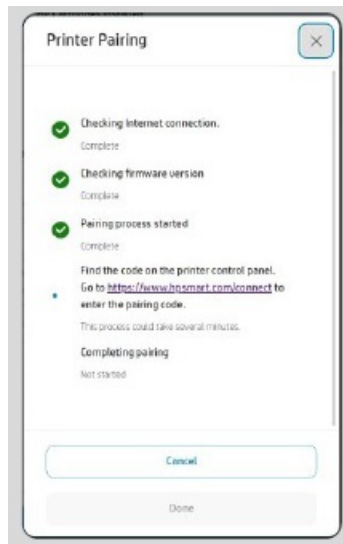 Printer Pairing
Checking Internet connection.
Complete
Checking firmware version
Complete
Pairing process started
Complete
Find the code on the printer control panel.
Go to https://www.hpsmart.com/connect to
enter the pairing code.
This process could take several minutes.
Completing pairing
Not started
Cancel
Done